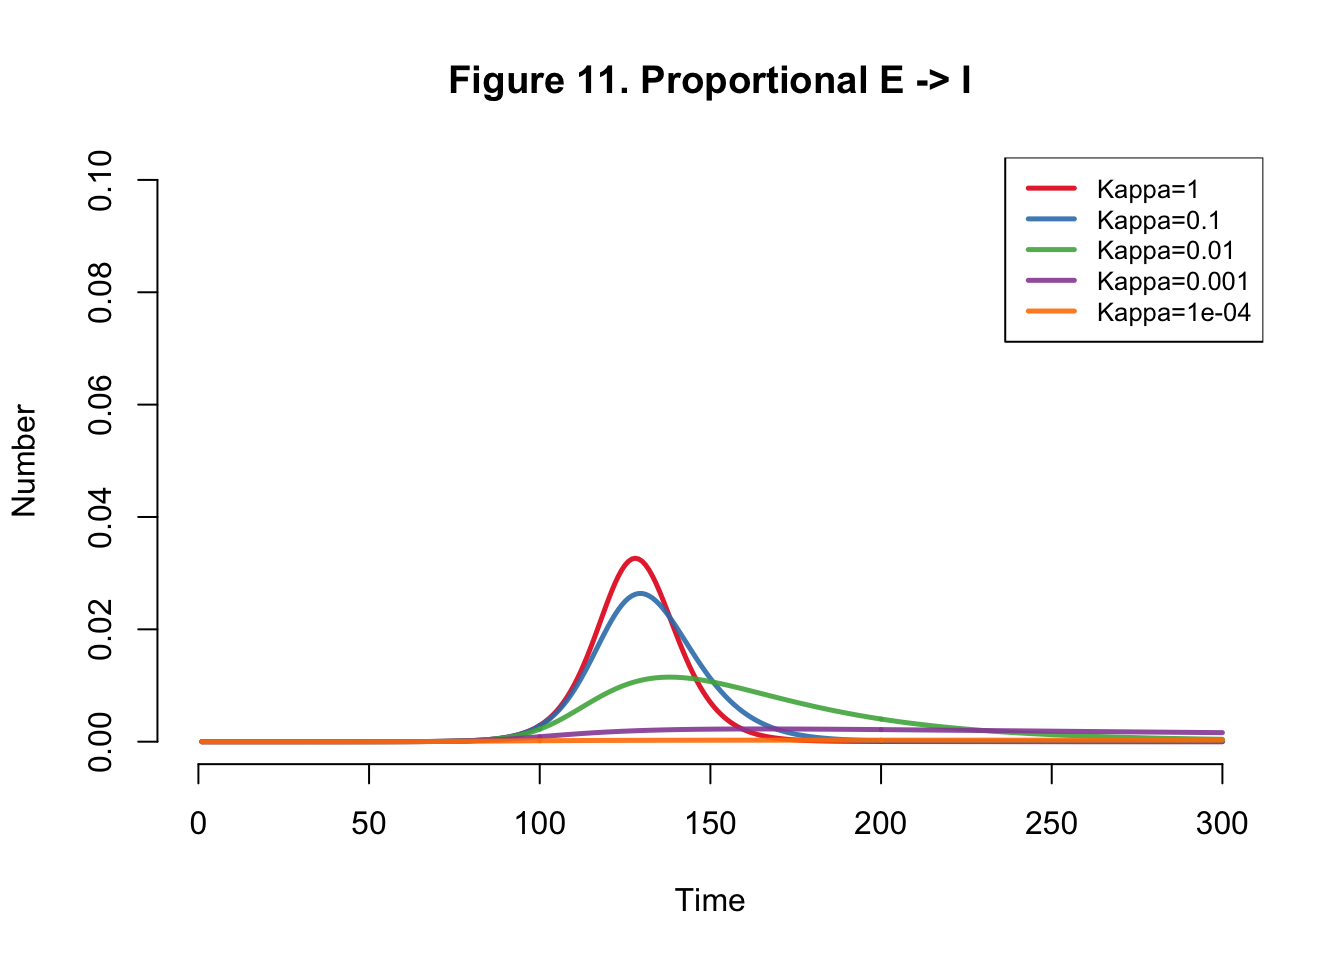 Figure 11. Proportional E -> I
Kappa=1
Kappa=0.1
Kappa=0.01
Kappa=0.001
Kappa=1e-04
Number
0.10
0.08
0.06
0.04
0.02
0.00
0 50 100 150 200 250 300
Time